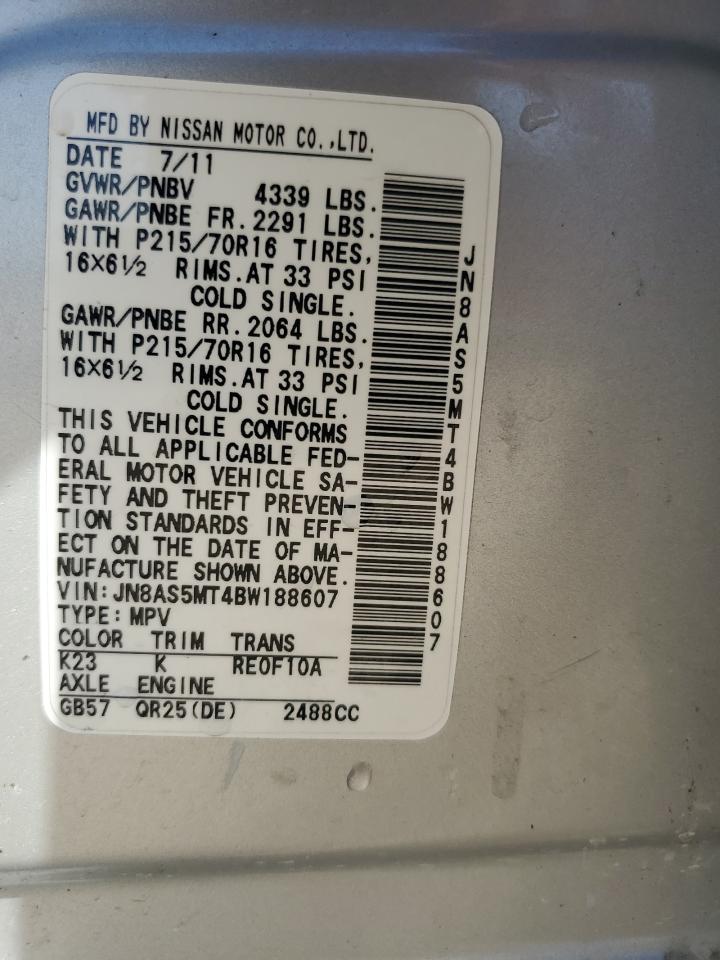 MFD BY NISSAN MOTOR CO.,LTD.
DATE 7/11
GVWR/PNBV 4339 LBS.
GAWR/PNBE FR. 2291 LBS.
WITH P215/70R16 TIRES,
16X6½ RIMS. AT 33 PSI
COLD SINGLE.
GAWR/PNBE RR. 2064 LBS.
WITH P215/70R16 TIRES,
16X6½ RIMS. AT 33 PSI
COLD SINGLE.
THIS VEHICLE CONFORMS
TO ALL APPLICABLE FED-
ERAL MOTOR VEHICLE SA-
FETY AND THEFT PREVEN-
TION STANDARDS IN EFF-
ECT ON THE DATE OF MA-
NUFACTURE SHOWN ABOVE.
VIN: JN8AS5MT4BW188607
TYPE: MPV
COLOR TRIM TRANS
K23 K RE0F10A
AXLE ENGINE
GB57 QR25(DE) 2488CC
JN8AS5MT4BW188607